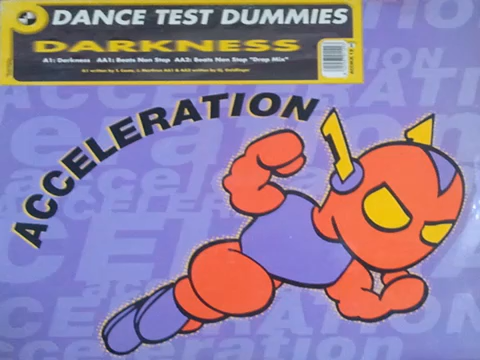 DANCE TEST DUMMIES
DARKNESS
A1: Darkness AA1: Beats Non Stop AA2: Beats Non Stop "Drop Mix"
ACCELERATION